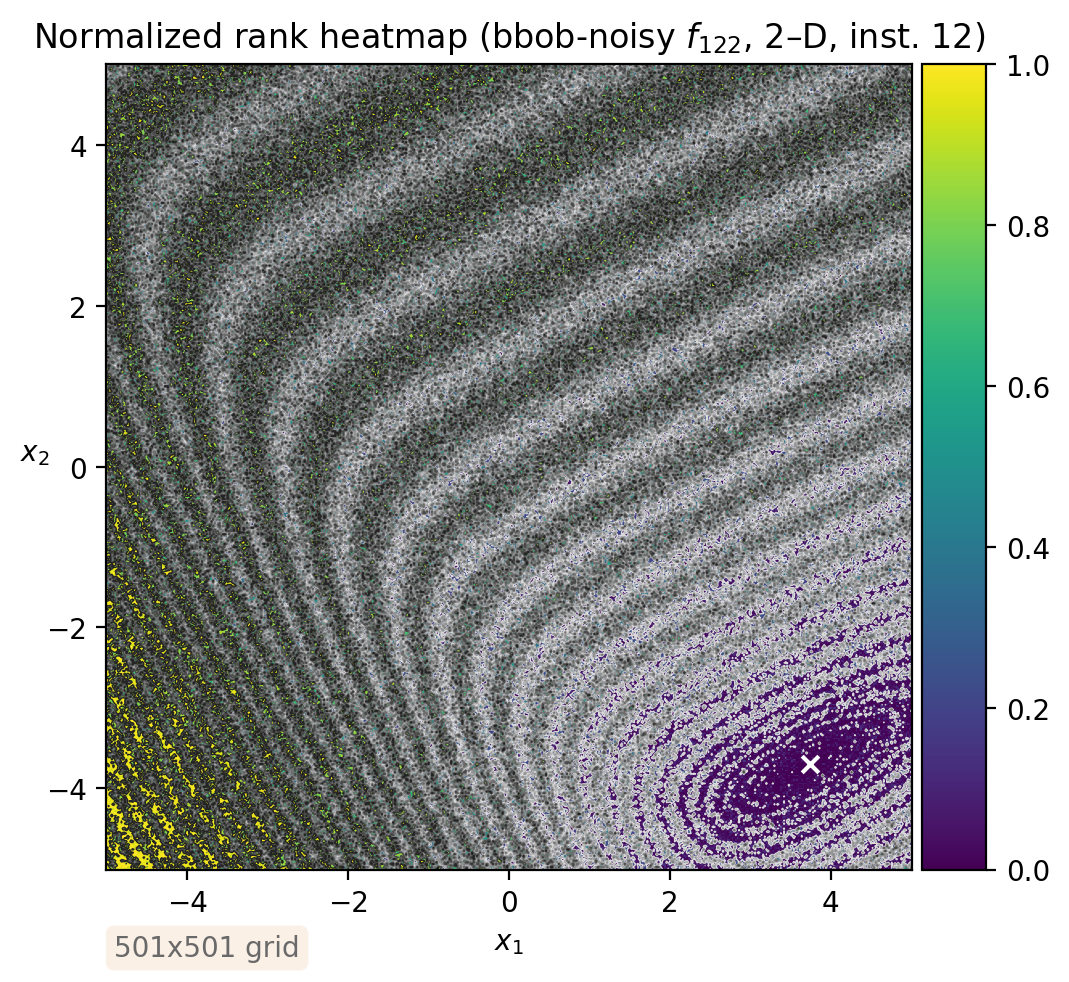 Normalized rank heatmap (bbob-noisy f122, 2–D, inst. 12)
1.0
0.8
0.6
0.4
0.2
0.0
4
2
0
−2
−4
x2
−4 −2 0 2 4
x1
501x501 grid